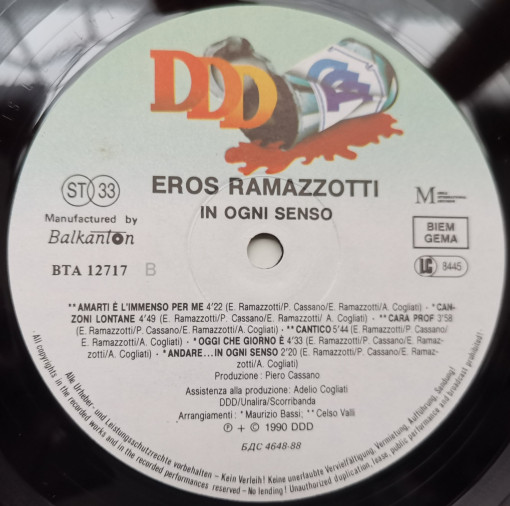 DDD
EROS RAMAZZOTTI
IN OGNI SENSO
ST 33
Manufactured by
Balkanton
BTA 12717 B
M
BIEM
GEMA
LC 8445
**AMARTI È L'IMMENSO PER ME 4'22 (E. Ramazzotti/P. Cassano/E. Ramazzotti/A. Cogliati) - *CAN-
ZONI LONTANE 4'49 (E. Ramazzotti/P. Cassano/E. Ramazzotti/ A. Cogliati) - **CARA PROF 3'58
(E. Ramazzotti/P. Cassano/E. Ramazzotti/A. Cogliati) - **CANTICO 5'44 (E. Ramazzotti/P. Cassano/E.
Ramazzotti/A. Cogliati) - *OGGI CHE GIORNO È 4'33 (E. Ramazzotti/P. Cassano/E. Ramaz-
zotti/A. Cogliati) - *ANDARE...IN OGNI SENSO 2'20 (E. Ramazzotti/P. Cassano/E. Ramaz-
zotti/A. Cogliati)
Produzione: Piero Cassano
Assistenza alla produzione: Adelio Cogliati
DDD/Unalira/Scorribanda
Arrangiamenti: *Maurizio Bassi; **Celso Valli
℗ + © 1990 DDD
БДС 4648-88
Alle Urheber- und Leistungsschutzrechte vorbehalten - Kein Verleih! Keine unerlaubte Vervielfältigung, Vermietung, Aufführung, Sendung!
All copyrights in the recorded works and in the recorded performances reserved - No lending! Unauthorized duplication, lease, public performance and broadcast prohibited!